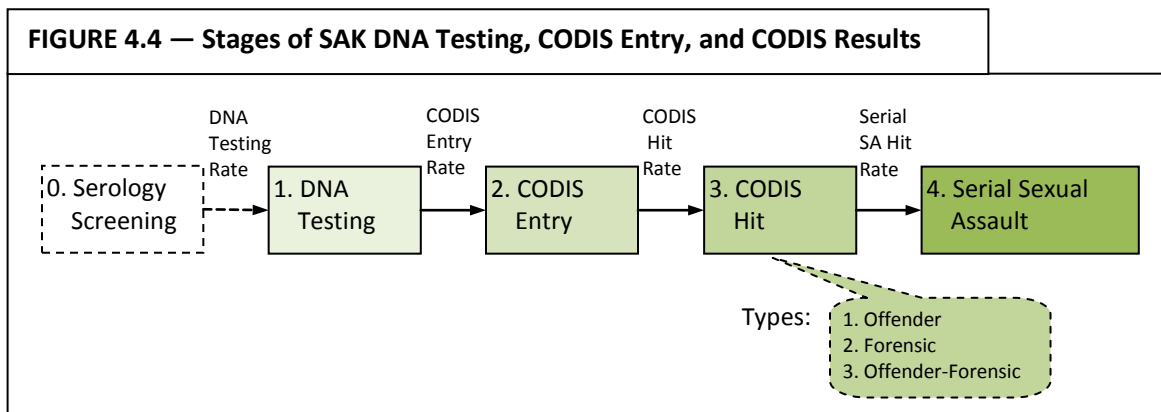 FIGURE 4.4 — Stages of SAK DNA Testing, CODIS Entry, and CODIS Results
DNA
Testing
Rate
CODIS
Entry
Rate
CODIS
Hit
Rate
Serial
SA Hit
Rate
0. Serology
Screening
1. DNA
Testing
2. CODIS
Entry
3. CODIS
Hit
4. Serial Sexual
Assault
Types:
1. Offender
2. Forensic
3. Offender-Forensic